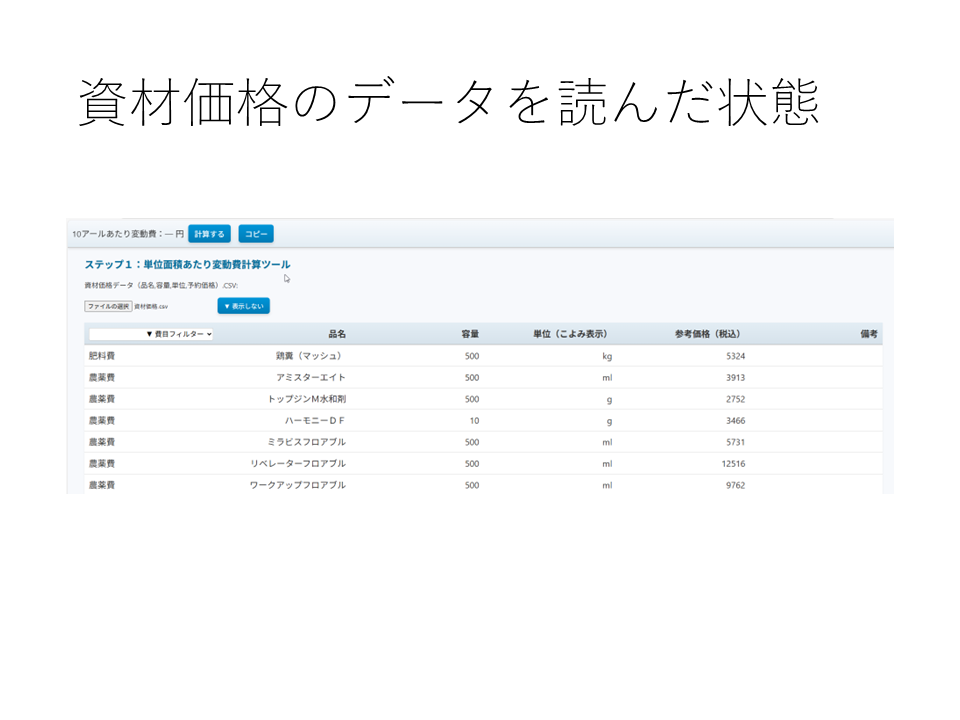 資材価格のデータを読んだ状態
10アールあたり変動費：— 円 計算する コピー
ステップ１：単位面積あたり変動費計算ツール
資材価格データ（品名,容量,単位,予約価格）.CSV:
ファイルの選択 資材価格.csv ▼ 表示しない
▼ 費目フィルター 品名 容量 単位（こよみ表示） 参考価格（税込） 備考
肥料費 鶏糞（マッシュ） 500 kg 5324
農薬費 アミスターエイト 500 ml 3913
農薬費 トップジンＭ水和剤 500 g 2752
農薬費 ハーモニーＤＦ 10 g 3466
農薬費 ミラビスフロアブル 500 ml 5731
農薬費 リベレーターフロアブル 500 ml 12516
農薬費 ワークアップフロアブル 500 ml 9762